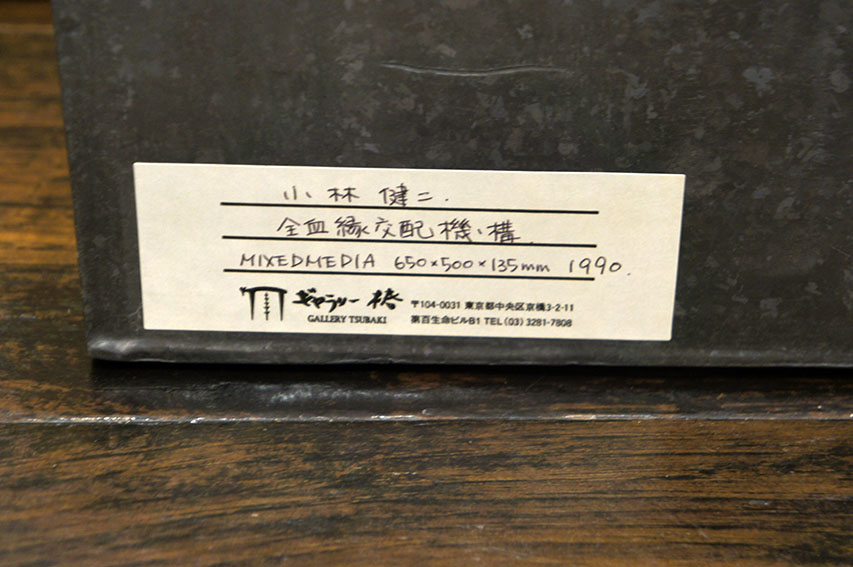 小林健二.
全血縁交配機構.
MIXEDMEDIA 650×500×135mm 1990.
ギャラリー椿 〒104-0031 東京都中央区京橋3-2-11
GALLERY TSUBAKI 第百生命ビルB1 TEL(03)3281-7808